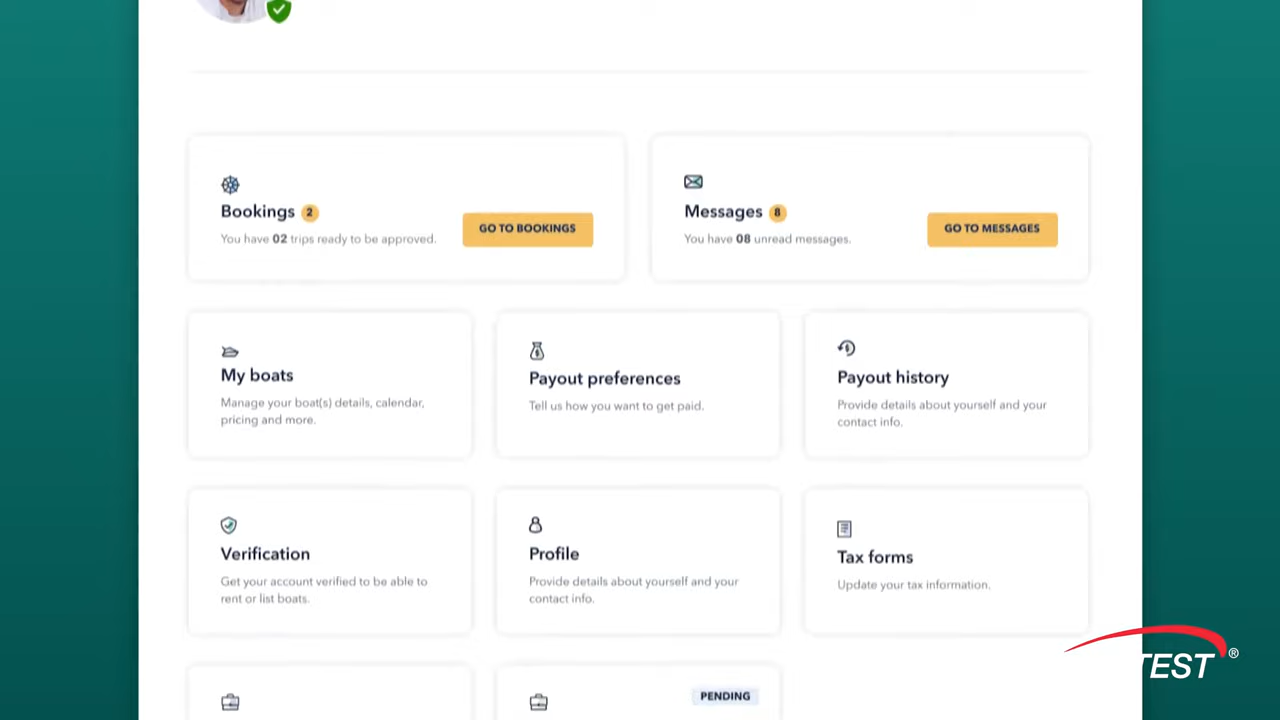 Bookings 2
You have 02 trips ready to be approved.
GO TO BOOKINGS
Messages 8
You have 08 unread messages.
GO TO MESSAGES
My boats
Manage your boat(s) details, calendar,
pricing and more.
Payout preferences
Tell us how you want to get paid.
Payout history
Provide details about yourself and your
contact info.
Verification
Get your account verified to be able to
rent or list boats.
Profile
Provide details about yourself and your
contact info.
Tax forms
Update your tax information.
PENDING
TEST®